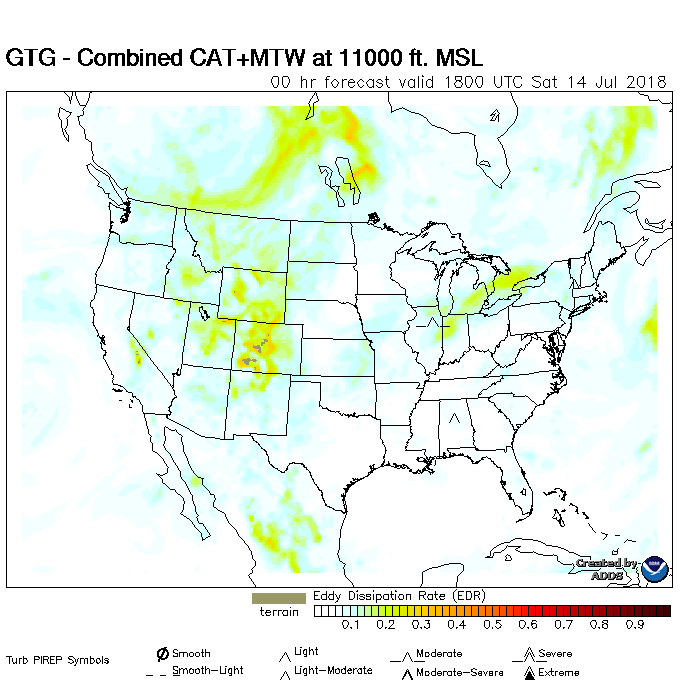 GTG - Combined CAT+MTW at 11000 ft. MSL
00 hr forecast valid 1800 UTC Sat 14 Jul 2018
Created by
ADDS
Eddy Dissipation Rate (EDR)
terrain
0.1 0.2 0.3 0.4 0.5 0.6 0.7 0.8 0.9
Turb PIREP Symbols
Smooth Light Moderate Severe
Smooth-Light Light-Moderate Moderate-Severe Extreme